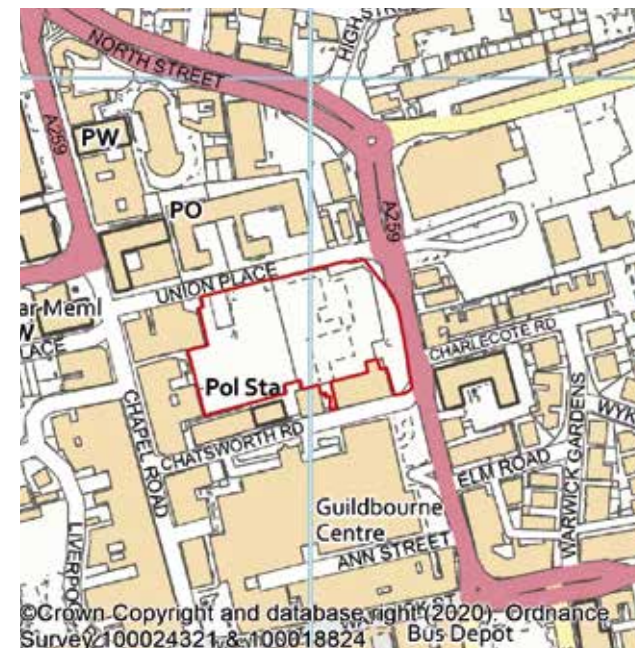 NORTH STREET
HIGH
A259
PW
PO
A259
UNION PLACE
ar Meml
W
LACE
CHARLECOTE RD
Pol Sta
CHATSWORTH RD
CHAPEL ROAD
ELM ROAD
WARWICK GARDENS
WYK
LIVERPO
Guildbourne
Centre
ANN STREET
©Crown Copyright and database right (2020). Ordnance
Survey 100024321 & 100018824
Bus Depot